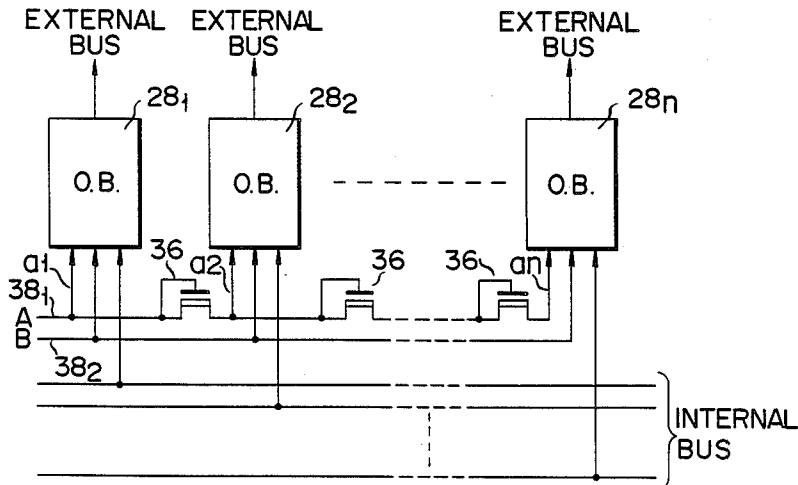 EXTERNAL BUS
EXTERNAL BUS
EXTERNAL BUS
28₁
28₂
28n
O.B.
O.B.
O.B.
a1
36
a2
36
36
an
38₁
A
B
38₂
INTERNAL BUS